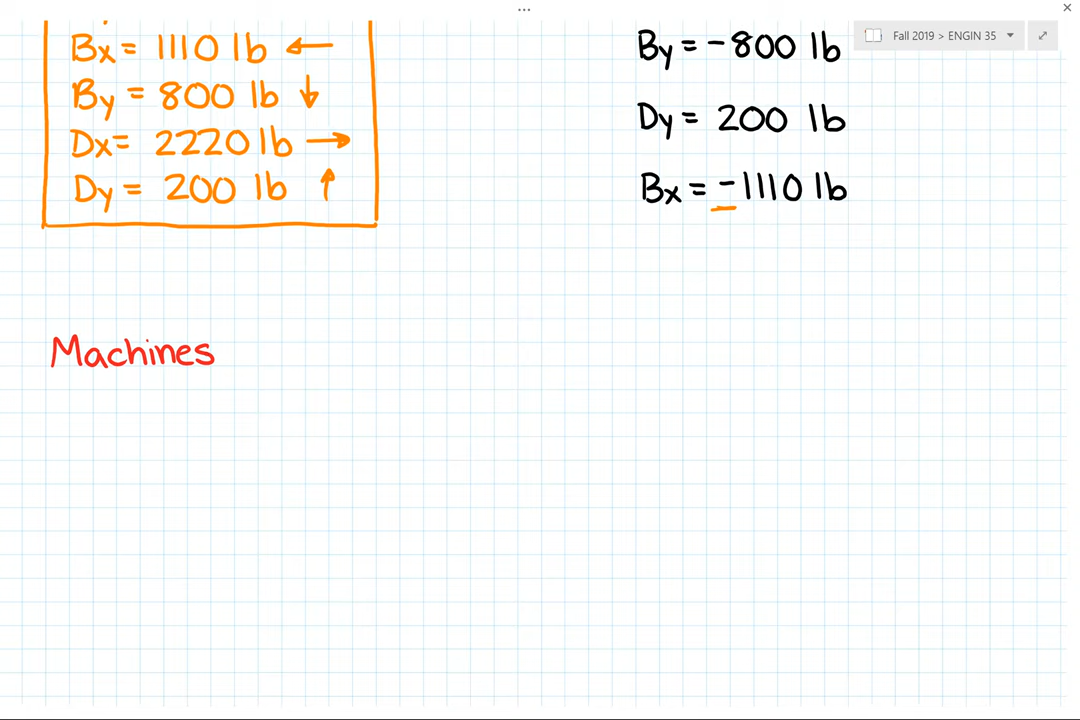 Fall 2019 > ENGIN 35
Bx = 1110 lb ←
By = 800 lb ↓
Dx = 2220 lb →
Dy = 200 lb ↑
By = -800 lb
Dy = 200 lb
Bx = -1110 lb
Machines